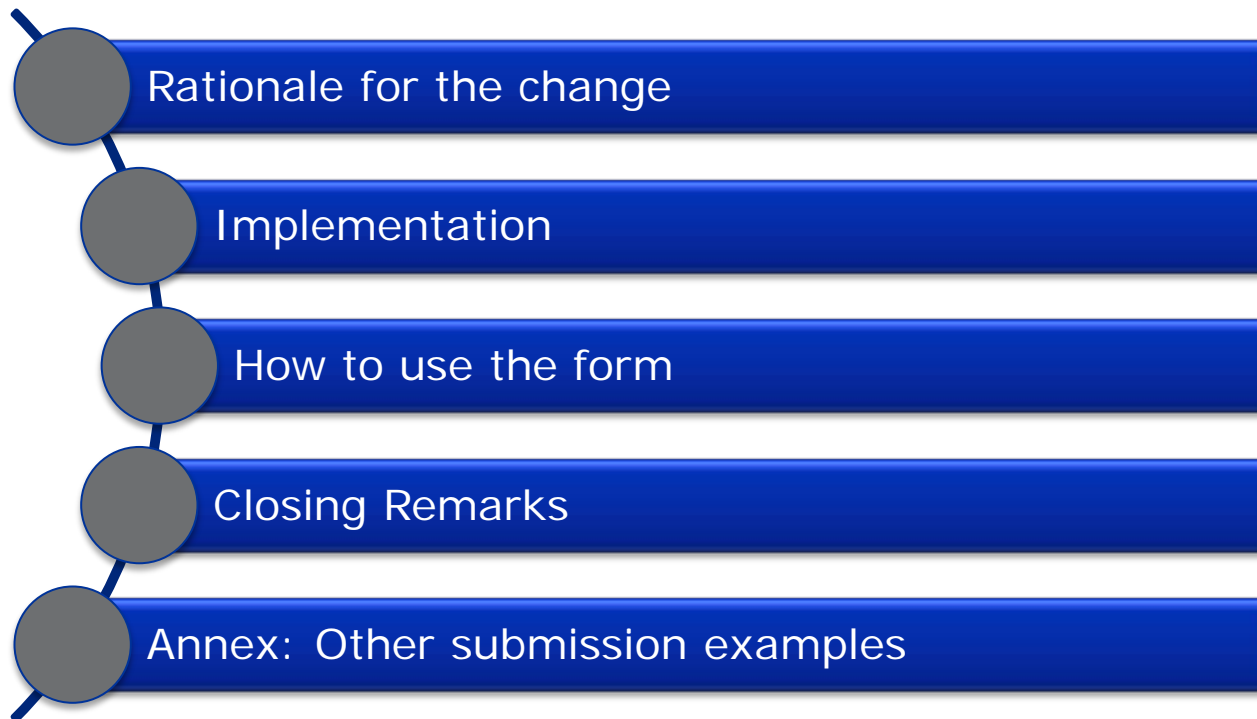 Rationale for the change
Implementation
How to use the form
Closing Remarks
Annex: Other submission examples